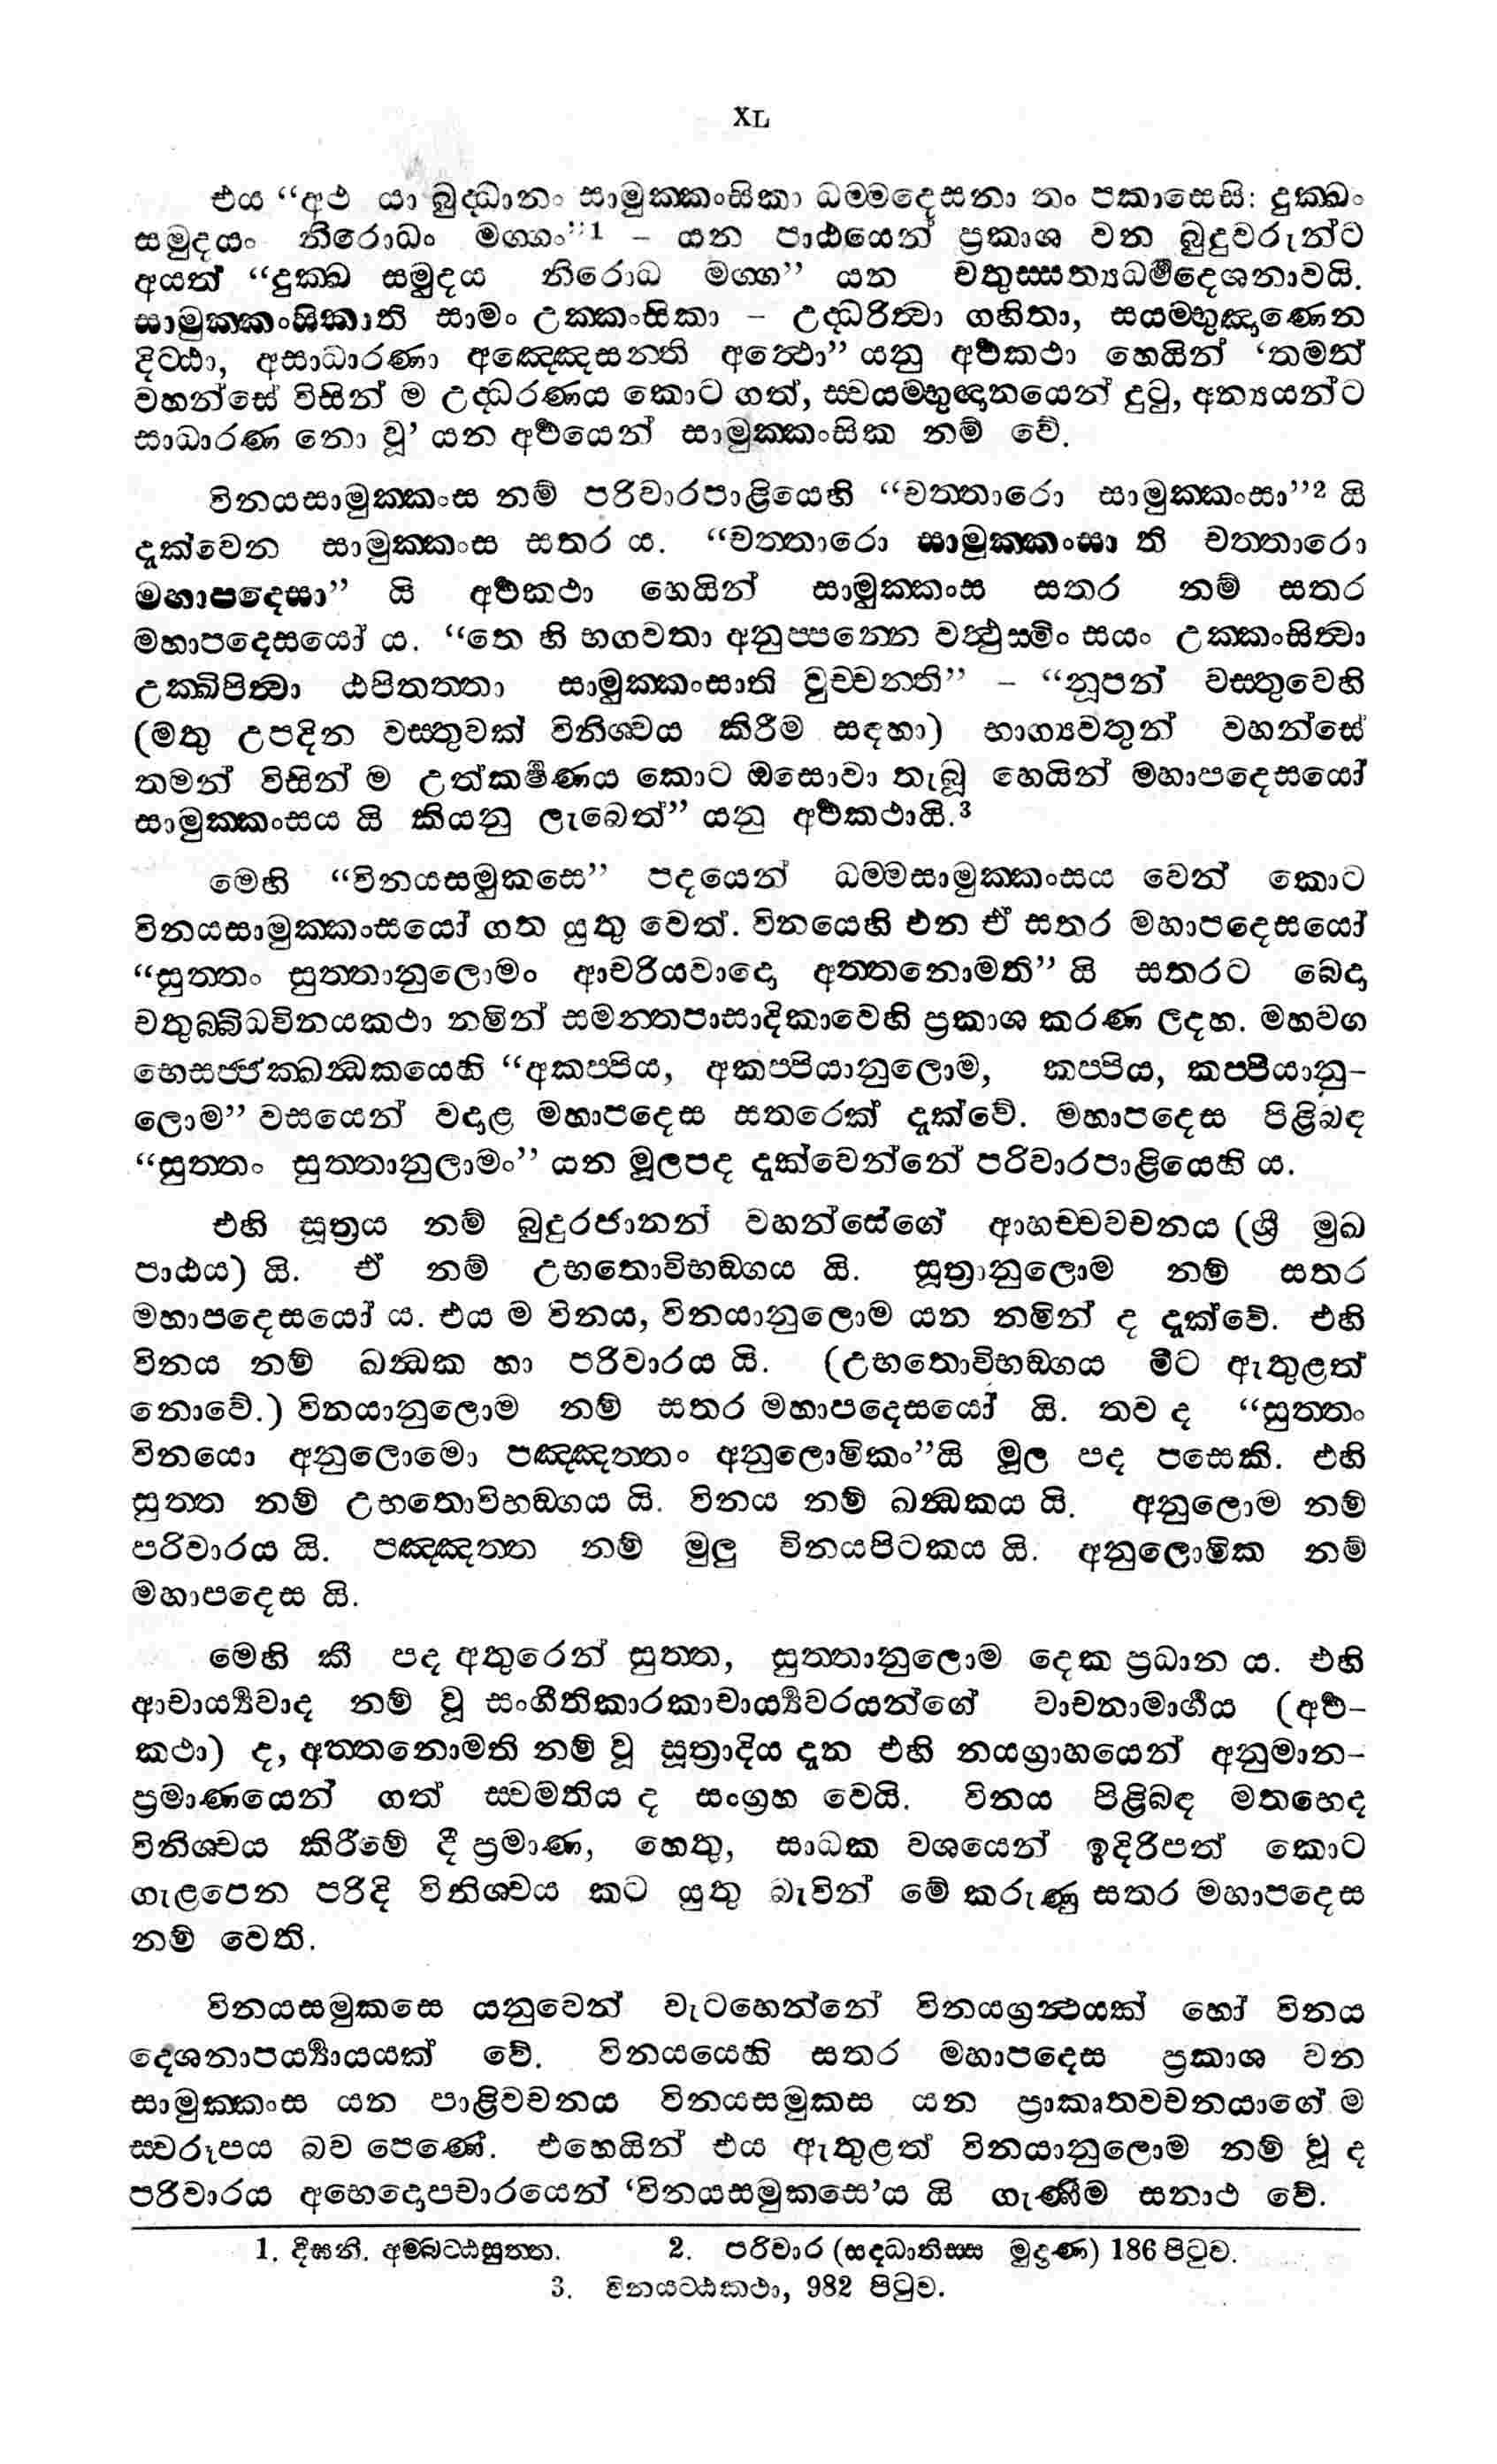 XL
එය “අථ යා බුද්ධානං සාමුක්කංසිකා ධම්මදෙසනා තං පකාසෙසි: දුක්ඛං
සමුදයං නිරොධං මග්ගං”1 – යන පාඨයෙන් ප්‍රකාශ වන බුදුවරුන්ට
අයත් “දුක්ඛ සමුදය නිරොධ මග්ග” යන චතුස්සත්‍යධර්මදෙශනාවයි.
සාමුක්කංසිකාති සාමං උක්කංසිකා – උද්ධරිත්වා ගහිතා, සයම්භුඤාණෙන
දිට්ඨා, අසාධාරණා අඤ්ඤෙසන්ති අත්ථො” යනු අර්ථකථා හෙයින් ‘තමන්
වහන්සේ විසින් ම උද්ධරණය කොට ගත්, ස්වයම්භූඥානයෙන් දුටු, අන්‍යයන්ට
සාධාරණ නො වූ’ යන අර්ථයෙන් සාමුක්කංසික නම් වේ.
විනයසාමුක්කංස නම් පරිවාරපාළියෙහි “චත්තාරො සාමුක්කංසා”2 යි
දැක්වෙන සාමුක්කංස සතර ය. “චත්තාරො සාමුක්කංසා ති චත්තාරො
මහාපදෙසා” යි අර්ථකථා හෙයින් සාමුක්කංස සතර නම් සතර
මහාපදෙසයෝ ය. “තෙ හි භගවතා අනුප්පන්නෙ වත්ථුස්මිං සයං උක්කංසිත්වා
උක්ඛිපිත්වා ඨපිතත්තා සාමුක්කංසාති වුච්චන්ති” – “නූපන් වස්තුවෙහි
(මතු උපදින වස්තුවක් විනිශ්චය කිරීම සඳහා) භාග්‍යවතුන් වහන්සේ
තමන් විසින් ම උත්කර්ෂණය කොට ඔසොවා තැබූ හෙයින් මහාපදෙසයෝ
සාමුක්කංසය යි කියනු ලැබෙත්” යනු අර්ථකථායි.3
මෙහි “විනයසමුකසෙ” පදයෙන් ධම්මසාමුක්කංසය වෙන් කොට
විනයසාමුක්කංසයෝ ගත යුතු වෙත්. විනයෙහි එන ඒ සතර මහාපදෙසයෝ
“සුත්තං සුත්තානුලොමං ආචරියවාදො අත්තනොමති” යි සතරට බෙදා
චතුබ්බිධවිනයකථා නමින් සමන්තපාසාදිකාවෙහි ප්‍රකාශ කරණ ලදහ. මහවග
භෙසජ්ජක්ඛන්ධකයෙහි “අකප්පිය, අකප්පියානුලොම, කප්පිය, කප්පියානු-
ලොම” වසයෙන් වදාළ මහාපදෙස සතරෙක් දැක්වේ. මහාපදෙස පිළිබඳ
“සුත්තං සුත්තානුලාමං” යන මූලපද දැක්වෙන්නේ පරිවාරපාළියෙහි ය.
එහි සූත්‍රය නම් බුදුරජානන් වහන්සේගේ ආහච්චවචනය (ශ්‍රී මුඛ
පාඨය) යි. ඒ නම් උභතොවිභඞ්ගය යි. සූත්‍රානුලොම නම් සතර
මහාපදෙසයෝ ය. එය ම විනය, විනයානුලොම යන නමින් ද දැක්වේ. එහි
විනය නම් ඛන්ධක හා පරිවාරය යි. (උභතොවිභඞ්ගය මීට ඇතුළත්
නොවේ.) විනයානුලොම නම් සතර මහාපදෙසයෝ යි. තව ද “සුත්තං
විනයො අනුලොමො පඤ්ඤත්තං අනුලොමිකං”යි මූල පද පසෙකි. එහි
සුත්ත නම් උභතොවිභඞ්ගය යි. විනය නම් ඛන්ධකය යි. අනුලොම නම්
පරිවාරය යි. පඤ්ඤත්ත නම් මුලු විනයපිටකය යි. අනුලොමික නම්
මහාපදෙස යි.
මෙහි කී පද අතුරෙන් සුත්ත, සුත්තානුලොම දෙක ප්‍රධාන ය. එහි
ආචාර්‍ය්‍යවාද නම් වූ සංගීතිකාරකාචාර්‍ය්‍යවරයන්ගේ වාචනාමාර්ගය (අර්ථ-
කථා) ද, අත්තනොමති නම් වූ සූත්‍රාදිය දැන එහි නයග්‍රාහයෙන් අනුමාන-
ප්‍රමාණයෙන් ගත් ස්වමතිය ද සංග්‍රහ වෙයි. විනය පිළිබඳ මතභෙද
විනිශ්චය කිරීමේ දී ප්‍රමාණ, හෙතු, සාධක වශයෙන් ඉදිරිපත් කොට
ගැළපෙන පරිදි විනිශ්චය කට යුතු බැවින් මේ කරුණු සතර මහාපදෙස
නම් වෙති.
විනයසමුකසෙ යනුවෙන් වැටහෙන්නේ විනයග්‍රන්ථයක් හෝ විනය
දෙශනාපර්‍ය්‍යායයක් වේ. විනයයෙහි සතර මහාපදෙස ප්‍රකාශ වන
සාමුක්කංස යන පාළිවචනය විනයසමුකස යන ප්‍රාකෘතවචනයාගේ ම
ස්වරූපය බව පෙණේ. එහෙයින් එය ඇතුළත් විනයානුලොම නම් වූ ද
පරිවාරය අභෙදොපචාරයෙන් ‘විනයසමුකසෙ’ය යි ගැණීම සනාථ වේ.
1. දීඝනි. අම්බට්ඨසුත්ත. 2. පරිවාර (සද්ධාතිස්ස මුද්‍රණ) 186 පිටුව.
3. විනයට්ඨකථා, 982 පිටුව.